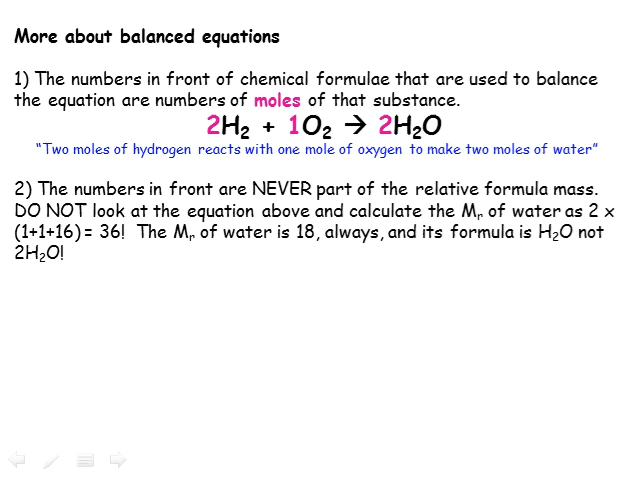 More about balanced equations
1) The numbers in front of chemical formulae that are used to balance
the equation are numbers of moles of that substance.
2H₂ + 1O₂ → 2H₂O
“Two moles of hydrogen reacts with one mole of oxygen to make two moles of water”
2) The numbers in front are NEVER part of the relative formula mass.
DO NOT look at the equation above and calculate the Mᵣ of water as 2 x
(1+1+16) = 36! The Mᵣ of water is 18, always, and its formula is H₂O not
2H₂O!